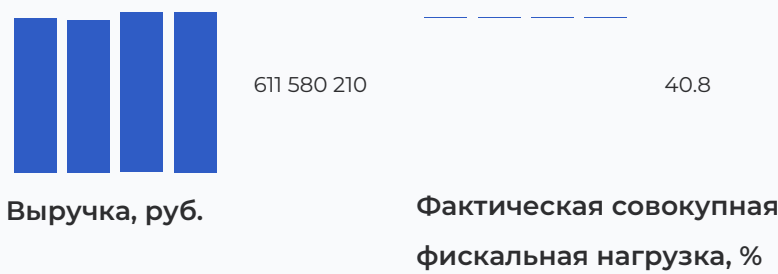 611 580 210
40.8
Выручка, руб.
Фактическая совокупная
фискальная нагрузка, %